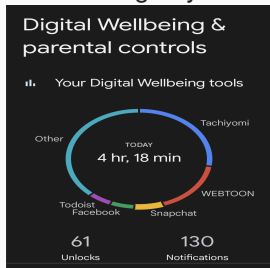 Digital Wellbeing &
parental controls
Your Digital Wellbeing tools
Tachiyomi
Other
TODAY
4 hr, 18 min
WEBTOON
Todoist
Facebook
Snapchat
61
130
Unlocks
Notifications